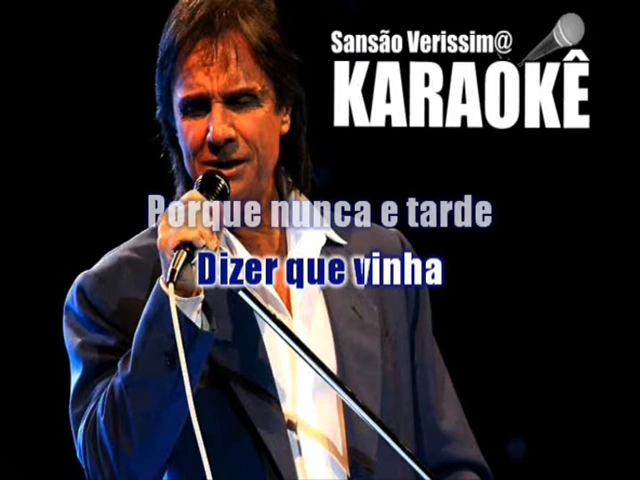 Sansão Verissim@
KARAOKÊ
Porque nunca e tarde
Dizer que vinha